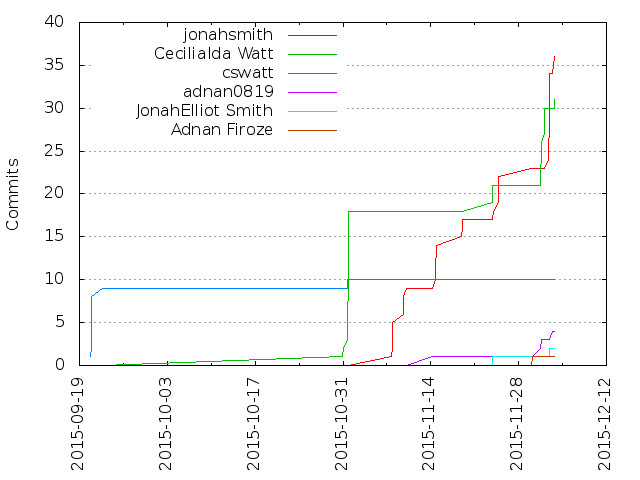 40
35
30
25
20
15
10
5
0
Commits
jonahsmith
Cecilialda Watt
cswatt
adnan0819
JonahElliot Smith
Adnan Firoze
2015-09-19
2015-10-03
2015-10-17
2015-10-31
2015-11-14
2015-11-28
2015-12-12